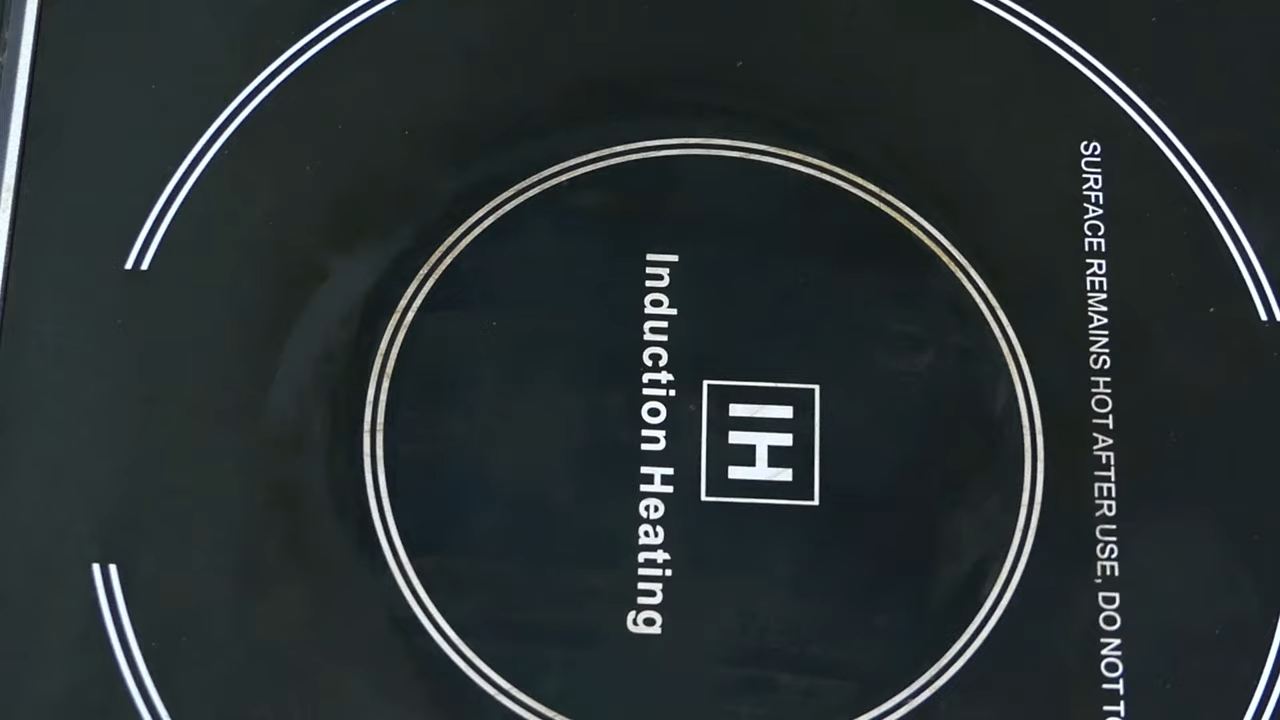 SURFACE REMAINS HOT AFTER USE, DO NOT
IH
Induction Heating